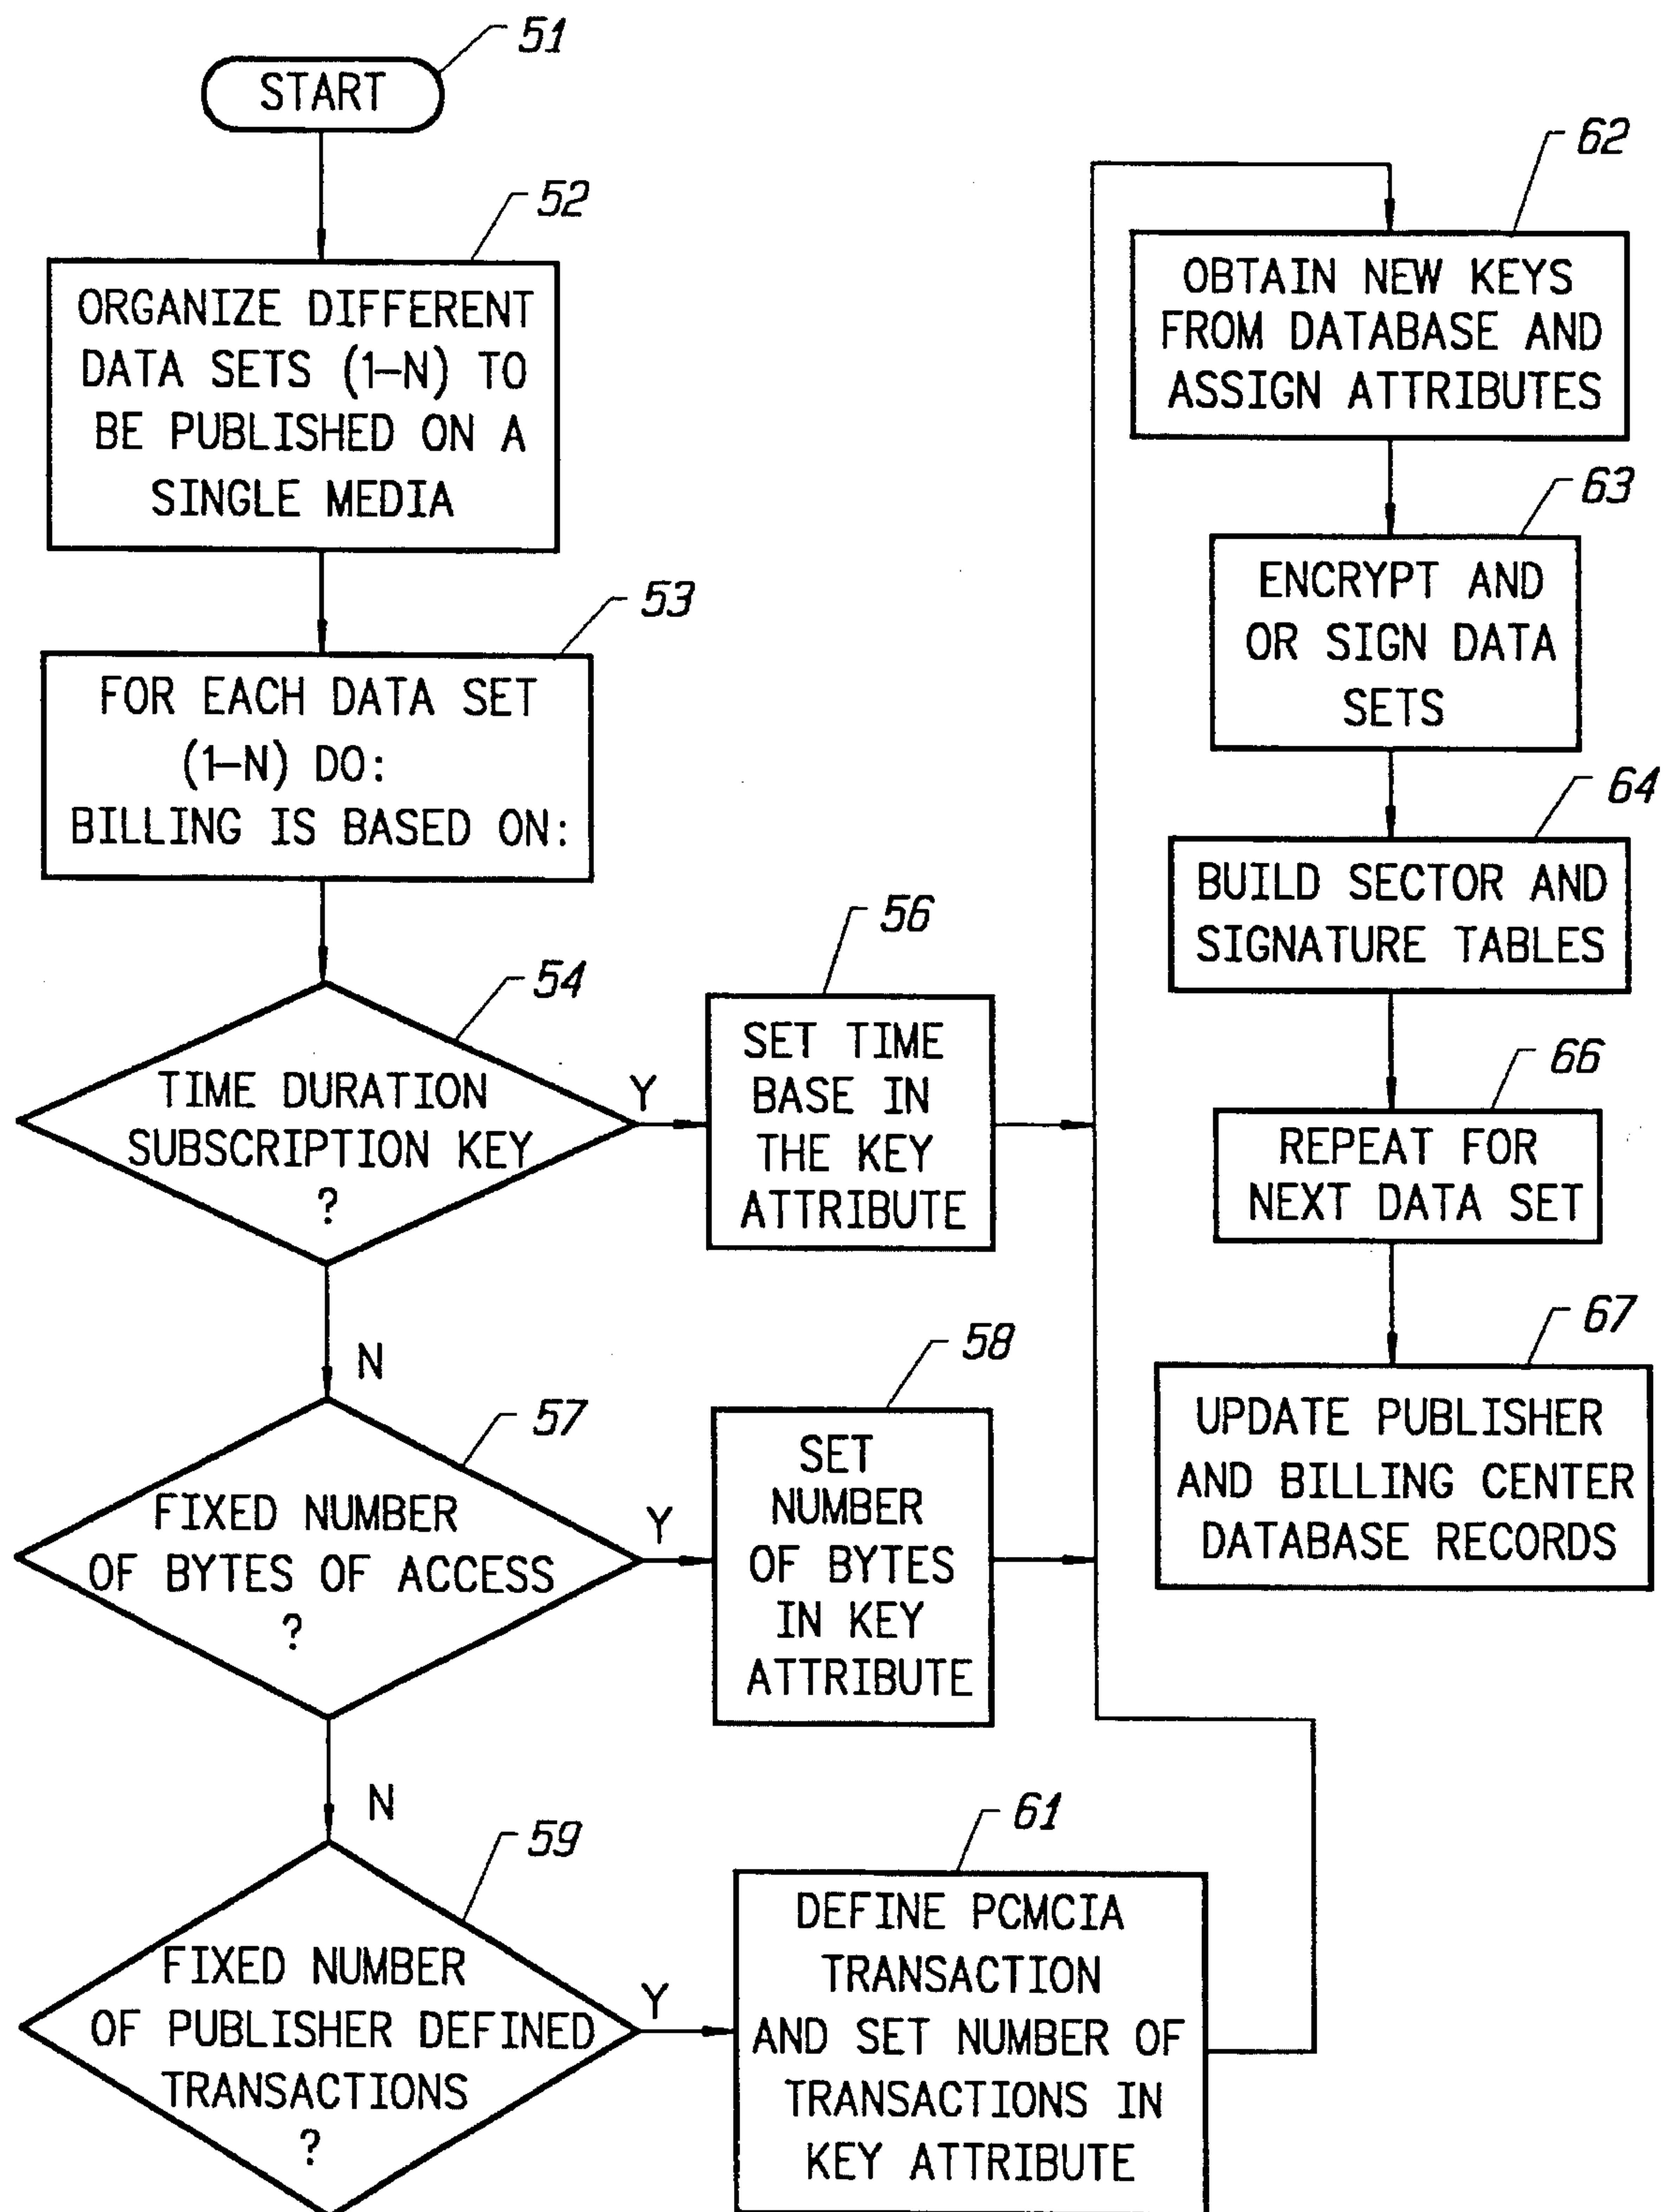 51
START
52
ORGANIZE DIFFERENT
DATA SETS (1-N) TO
BE PUBLISHED ON A
SINGLE MEDIA
53
FOR EACH DATA SET
(1-N) DO:
BILLING IS BASED ON:
54
TIME DURATION
SUBSCRIPTION KEY
?
Y
N
56
SET TIME
BASE IN
THE KEY
ATTRIBUTE
57
FIXED NUMBER
OF BYTES OF ACCESS
?
Y
N
58
SET
NUMBER
OF BYTES
IN KEY
ATTRIBUTE
59
FIXED NUMBER
OF PUBLISHER DEFINED
TRANSACTIONS
?
Y
61
DEFINE PCMCIA
TRANSACTION
AND SET NUMBER OF
TRANSACTIONS IN
KEY ATTRIBUTE
62
OBTAIN NEW KEYS
FROM DATABASE AND
ASSIGN ATTRIBUTES
63
ENCRYPT AND
OR SIGN DATA
SETS
64
BUILD SECTOR AND
SIGNATURE TABLES
66
REPEAT FOR
NEXT DATA SET
67
UPDATE PUBLISHER
AND BILLING CENTER
DATABASE RECORDS